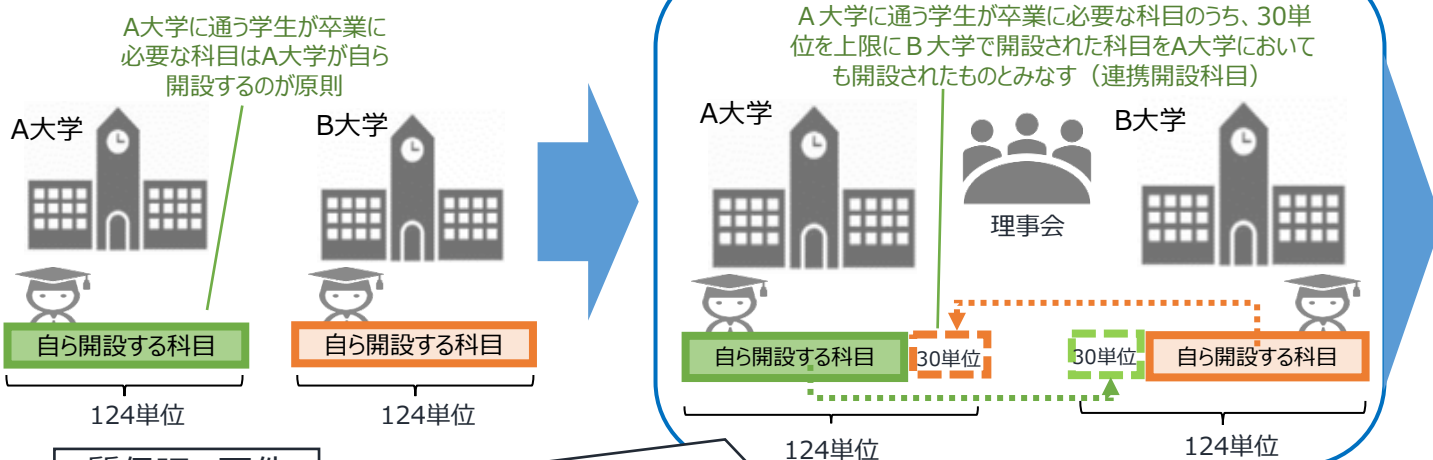 A大学に通う学生が卒業に
必要な科目はA大学が自ら
開設するのが原則
A大学
B大学
自ら開設する科目
自ら開設する科目
124単位
124単位
A大学に通う学生が卒業に必要な科目のうち、30単
位を上限にB大学で開設された科目をA大学において
も開設されたものとみなす（連携開設科目）
A大学
B大学
理事会
自ら開設する科目
30単位
30単位
自ら開設する科目
124単位
124単位